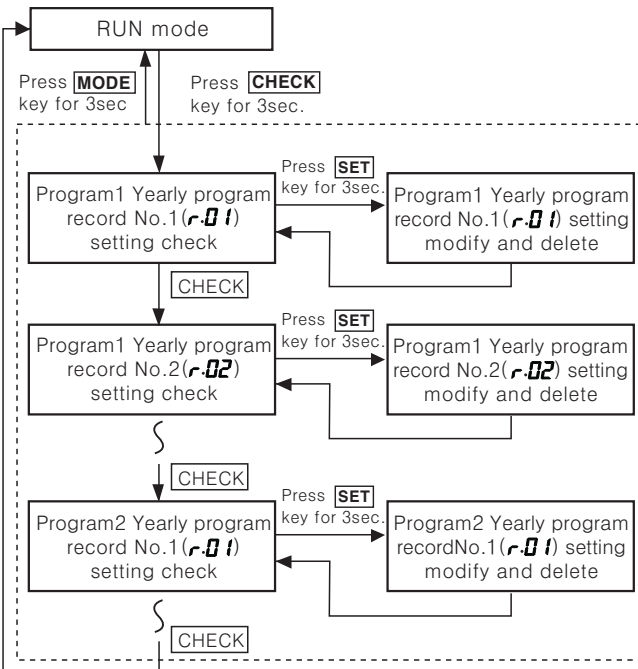 RUN mode
Press MODE
key for 3sec
Press CHECK
key for 3sec.
Program1 Yearly program
record No.1(r.01)
setting check
Press SET
key for 3sec.
Program1 Yearly program
record No.1(r.01) setting
modify and delete
CHECK
Program1 Yearly program
record No.2(r.02)
setting check
Press SET
key for 3sec.
Program1 Yearly program
record No.2(r.02) setting
modify and delete
CHECK
Program2 Yearly program
record No.1(r.01)
setting check
Press SET
key for 3sec.
Program2 Yearly program
recordNo.1(r.01) setting
modify and delete
CHECK